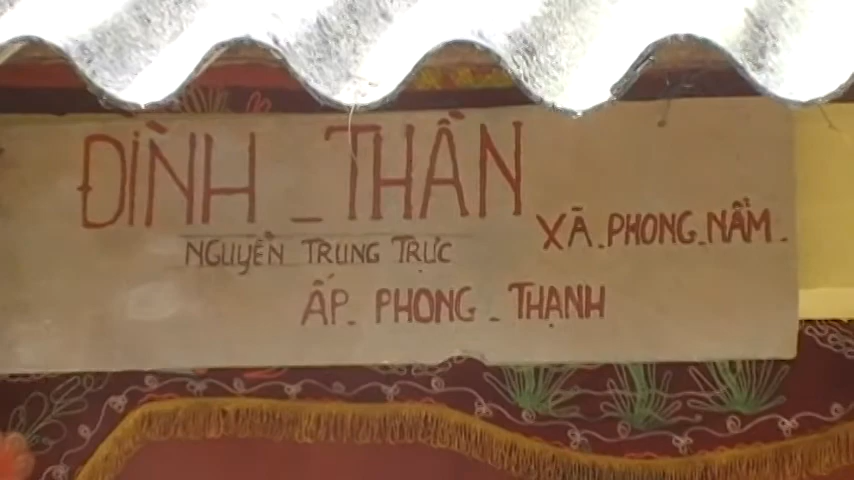 ĐÌNH _ THẦN
NGUYỄN TRUNG TRỰC
XÃ _ PHONG _ NẪM _
ẤP _ PHONG _ THẠNH